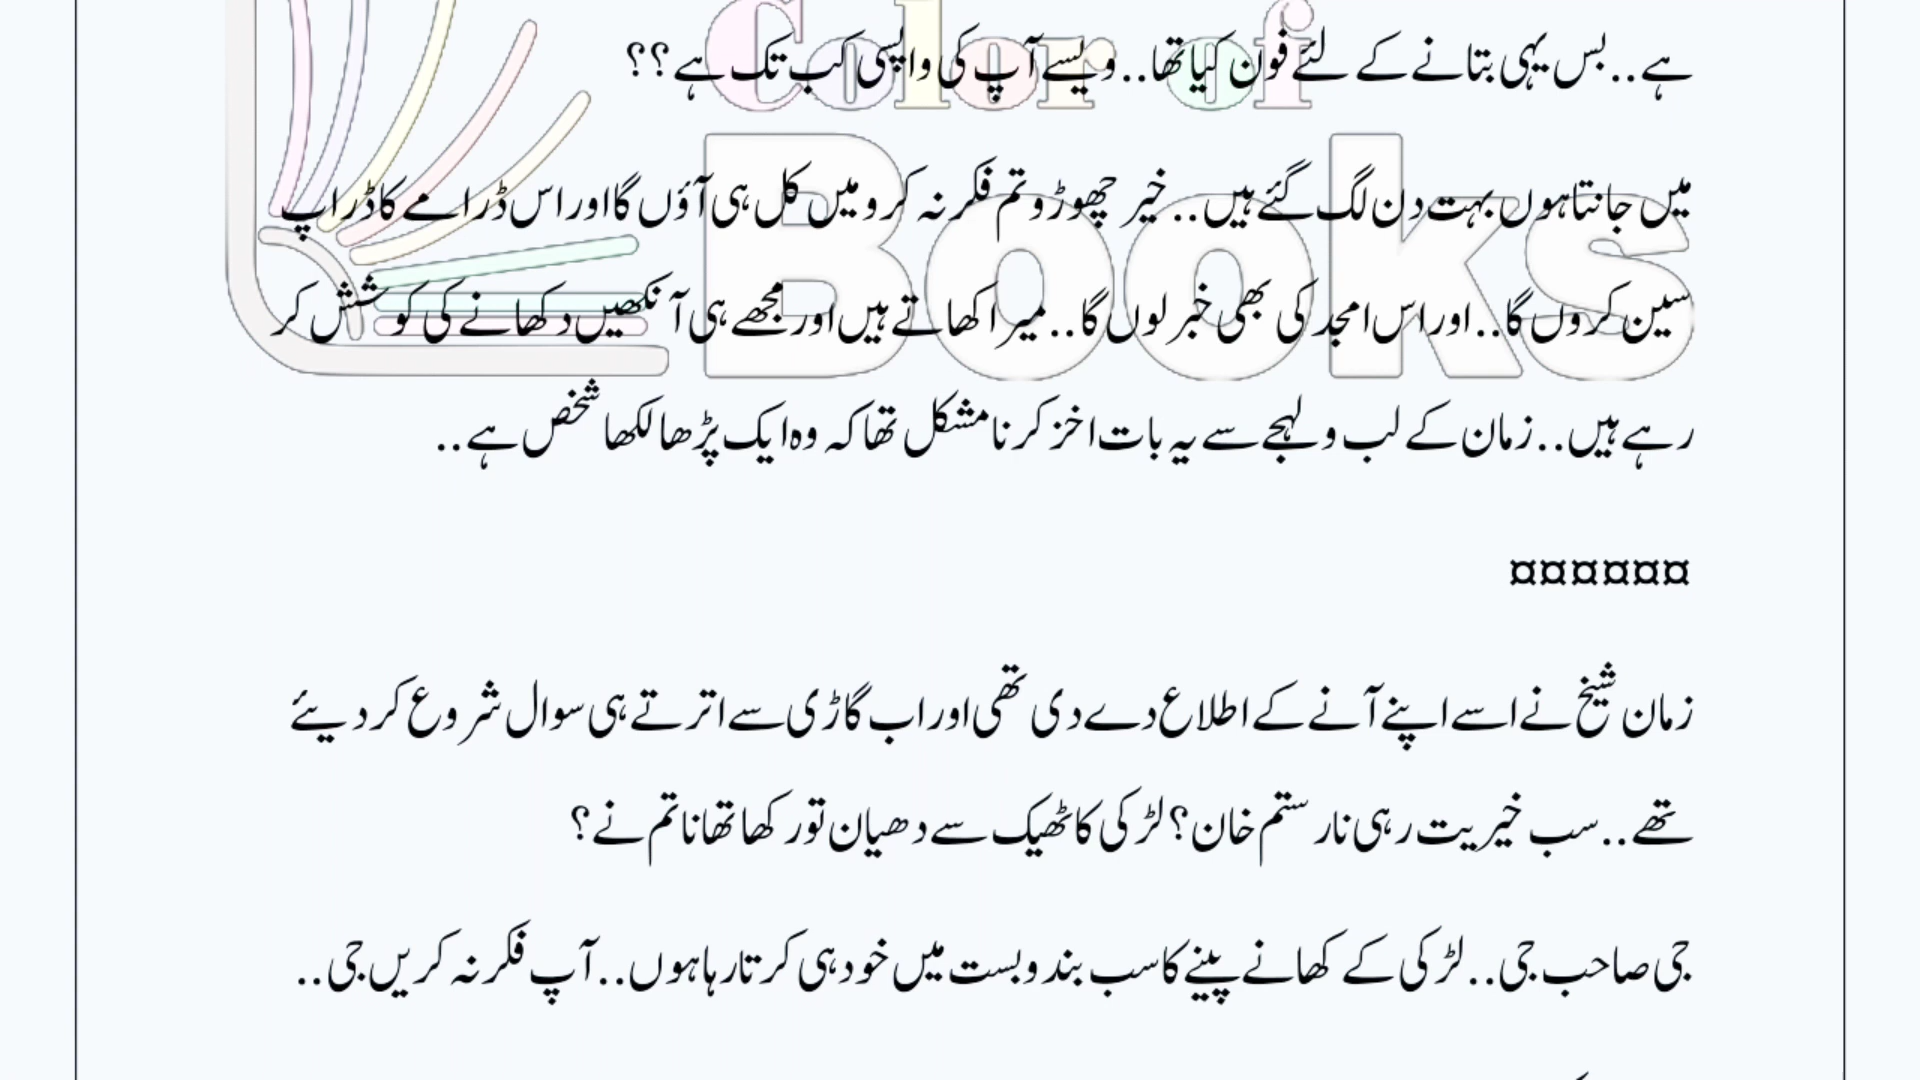 Color of
Books
ہے..بس یہی بتانے کے لئے فون کیا تھا..ویسے آپ کی واپسی کب تک ہے؟؟
میں جانتا ہوں بہت دن لگ گئے ہیں.. خیر چھوڑو تم فکر نہ کرو میں کل ہی آؤں گا اور اس ڈرامے کا ڈراپ
سین کروں گا..اور اس امجد کی بھی خبر لوں گا..میرا کھاتے ہیں اور مجھے ہی آنکھیں دکھانے کی کوشش کر
رہے ہیں..زمان کے لب و لہجے سے یہ بات اخز کرنا مشکل تھا کہ وہ ایک پڑھا لکھا شخص ہے..
¤¤¤¤¤¤
زمان شیخ نے اسے اپنے آنے کے اطلاع دے دی تھی اور اب گاڑی سے اترتے ہی سوال شروع کر دیئے
تھے..سب خیریت رہی نا رستم خان؟ لڑکی کا ٹھیک سے دھیان تو رکھا تھا نا تم نے؟
جی صاحب جی..لڑکی کے کھانے پینے کا سب بندوبست میں خود ہی کرتا رہا ہوں..آپ فکر نہ کریں جی..